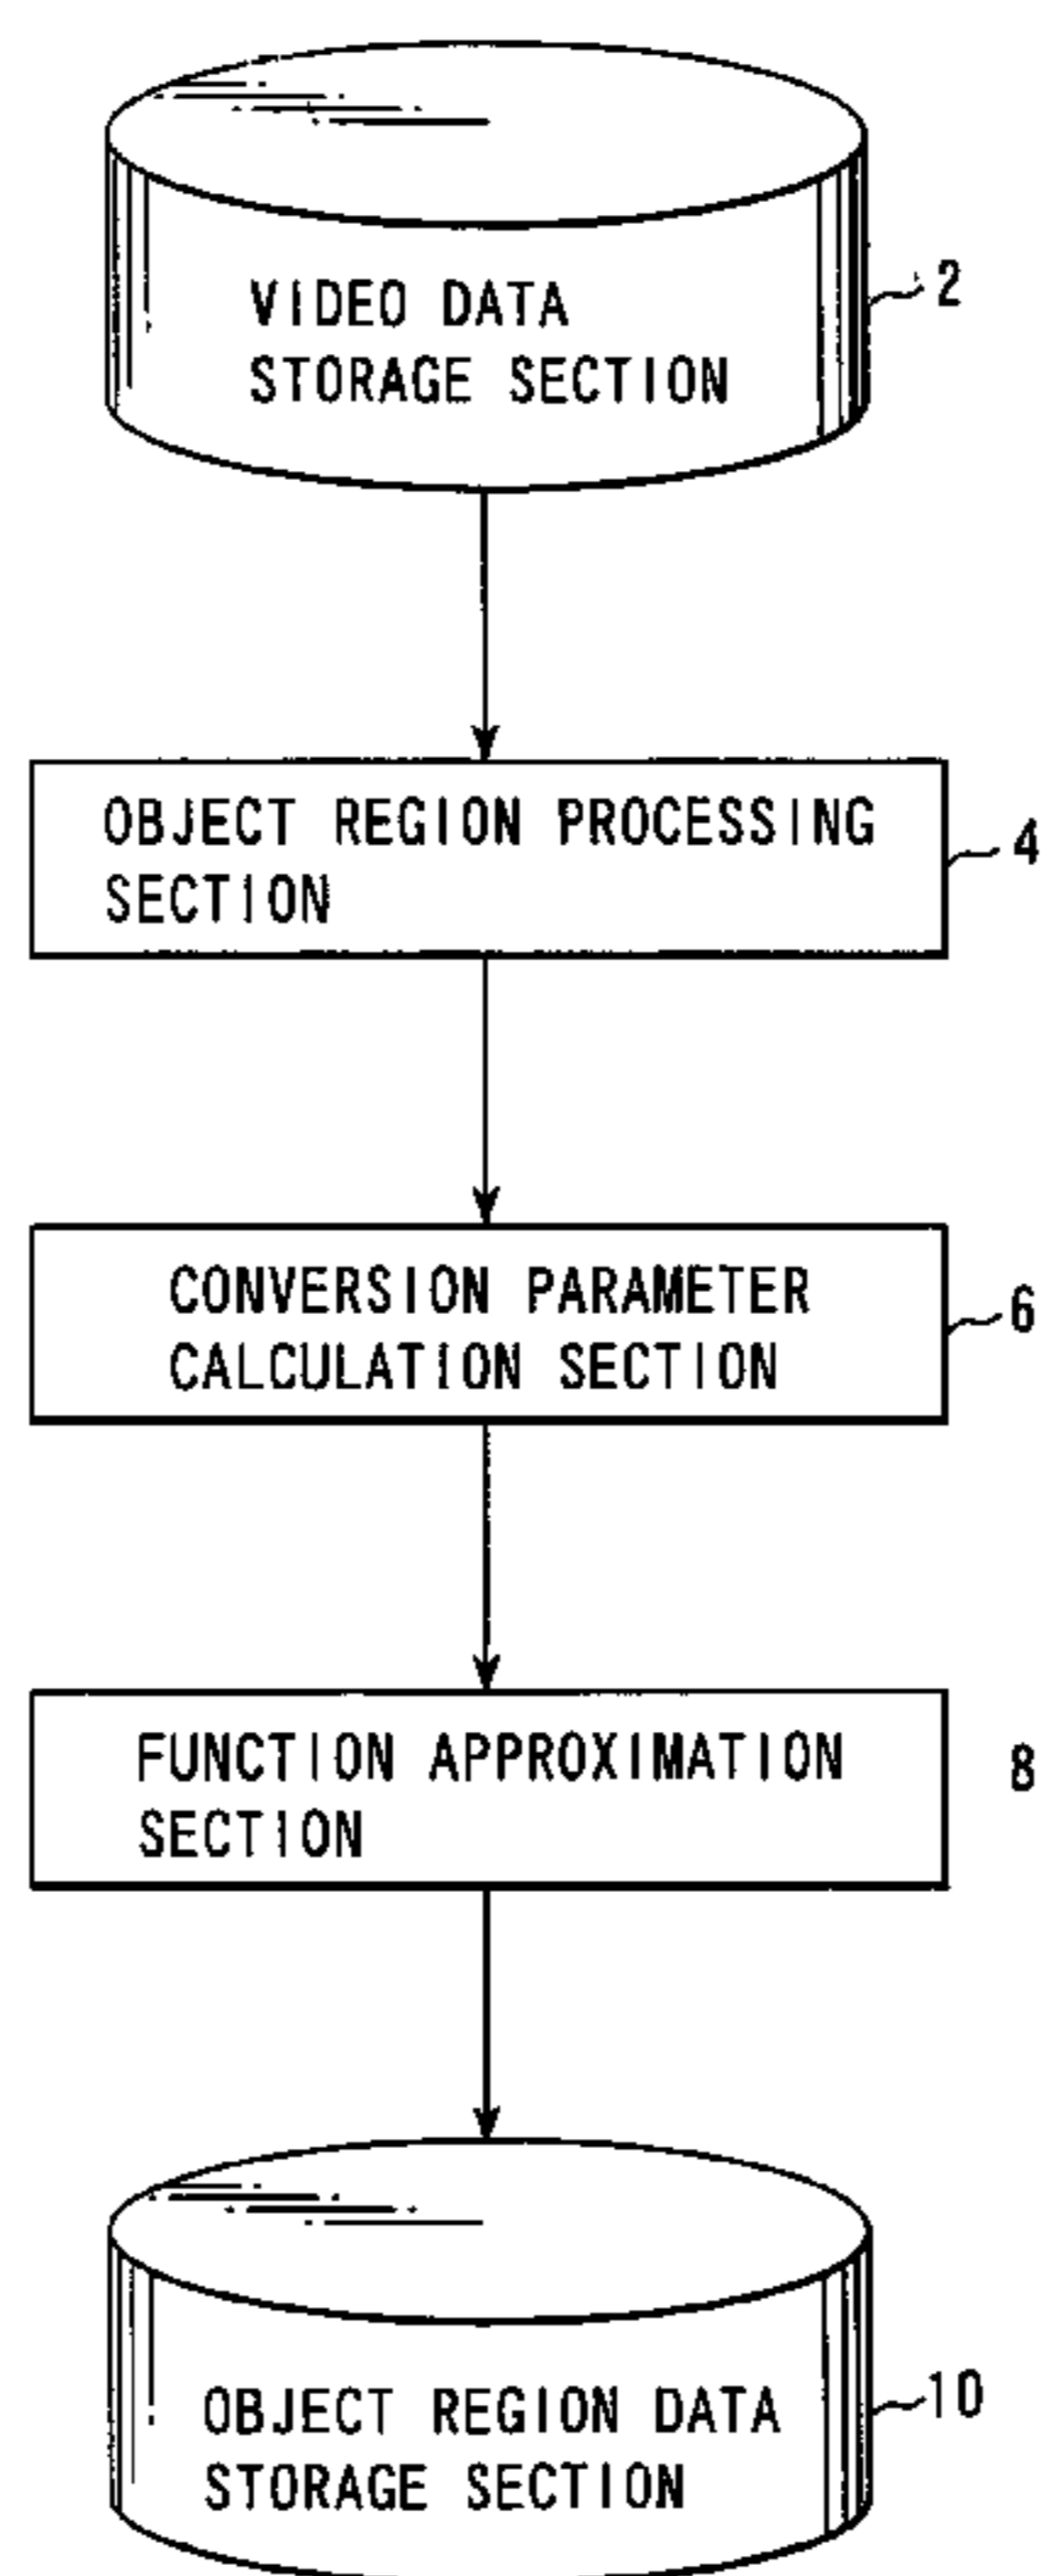 VIDEO DATA
STORAGE SECTION
2
OBJECT REGION PROCESSING
SECTION
4
CONVERSION PARAMETER
CALCULATION SECTION
6
FUNCTION APPROXIMATION
SECTION
8
OBJECT REGION DATA
STORAGE SECTION
10